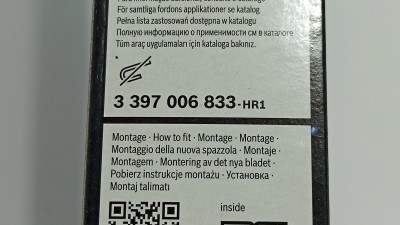 För samtliga fordons applikationer se katalog
Pełna lista zastosowań dostępna w katalogu
Полную информацию о применимости см в каталоге
Tüm araç uygulamaları için kataloga bakınız.
3 397 006 833-HR1
Montage · How to fit · Montage · Montage ·
Montaggio della nuova spazzola · Montaje ·
Montagem · Montering av det nya bladet ·
Pobierz instrukcje montażu · Установка ·
Montaj talimatı
inside